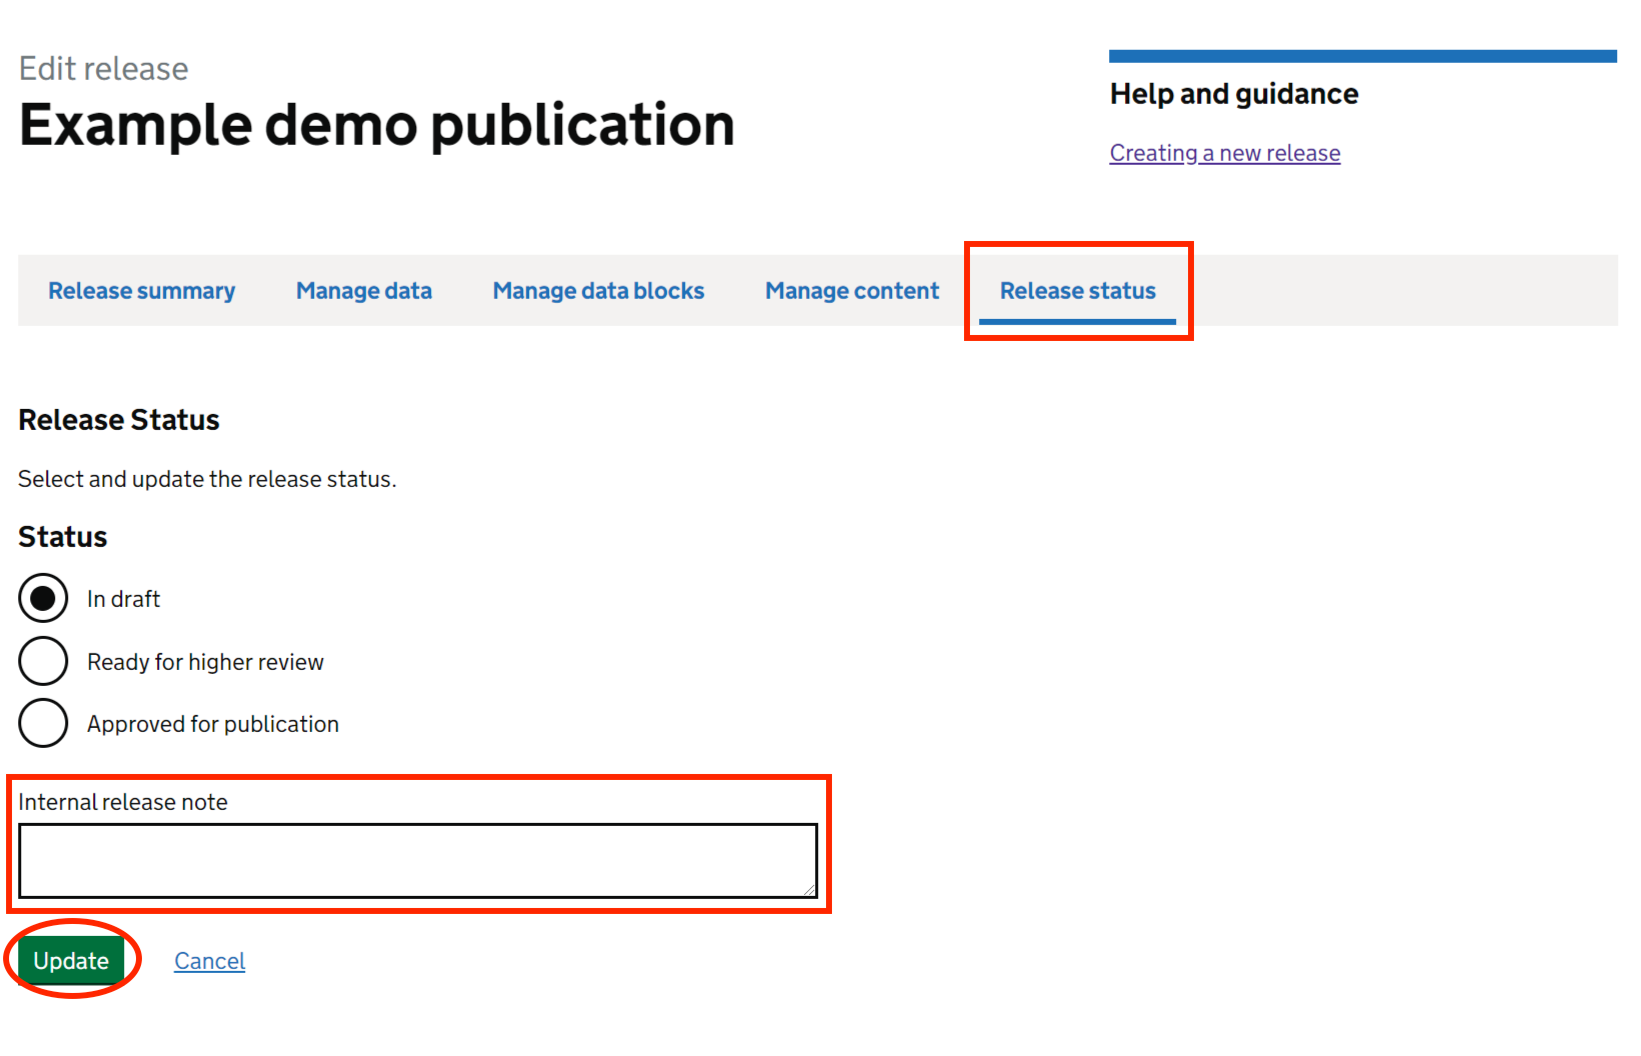 Edit release
Example demo publication
Help and guidance
Creating a new release
Release summary
Manage data
Manage data blocks
Manage content
Release status
Release Status
Select and update the release status.
Status
In draft
Ready for higher review
Approved for publication
Internal release note
Update
Cancel